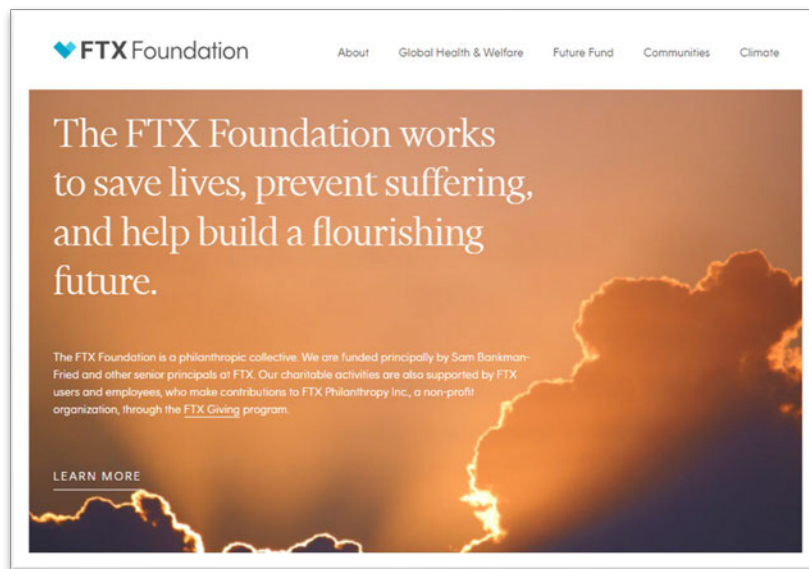 FTX Foundation
About Global Health & Welfare Future Fund Communities Climate
The FTX Foundation works
to save lives, prevent suffering,
and help build a flourishing
future.
The FTX Foundation is a philanthropic collective. We are funded principally by Sam Bankman-
Fried and other senior principals at FTX. Our charitable activities are also supported by FTX
users and employees, who make contributions to FTX Philanthropy Inc., a non-profit
organization, through the FTX Giving program.
LEARN MORE